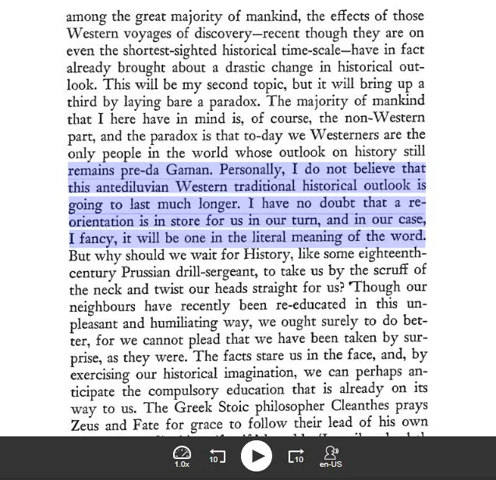 among the great majority of mankind, the effects of those
Western voyages of discovery—recent though they are on
even the shortest-sighted historical time-scale—have in fact
already brought about a drastic change in historical out-
look. This will be my second topic, but it will bring up a
third by laying bare a paradox. The majority of mankind
that I here have in mind is, of course, the non-Western
part, and the paradox is that to-day we Westerners are the
only people in the world whose outlook on history still
remains pre-da Gaman. Personally, I do not believe that
this antediluvian Western traditional historical outlook is
going to last much longer. I have no doubt that a re-
orientation is in store for us in our turn, and in our case,
I fancy, it will be one in the literal meaning of the word.
But why should we wait for History, like some eighteenth-
century Prussian drill-sergeant, to take us by the scruff of
the neck and twist our heads straight for us? Though our
neighbours have recently been re-educated in this un-
pleasant and humiliating way, we ought surely to do bet-
ter, for we cannot plead that we have been taken by sur-
prise, as they were. The facts stare us in the face, and, by
exercising our historical imagination, we can perhaps an-
ticipate the compulsory education that is already on its
way to us. The Greek Stoic philosopher Cleanthes prays
Zeus and Fate for grace to follow their lead of his own
1.0x
10
10
en-US